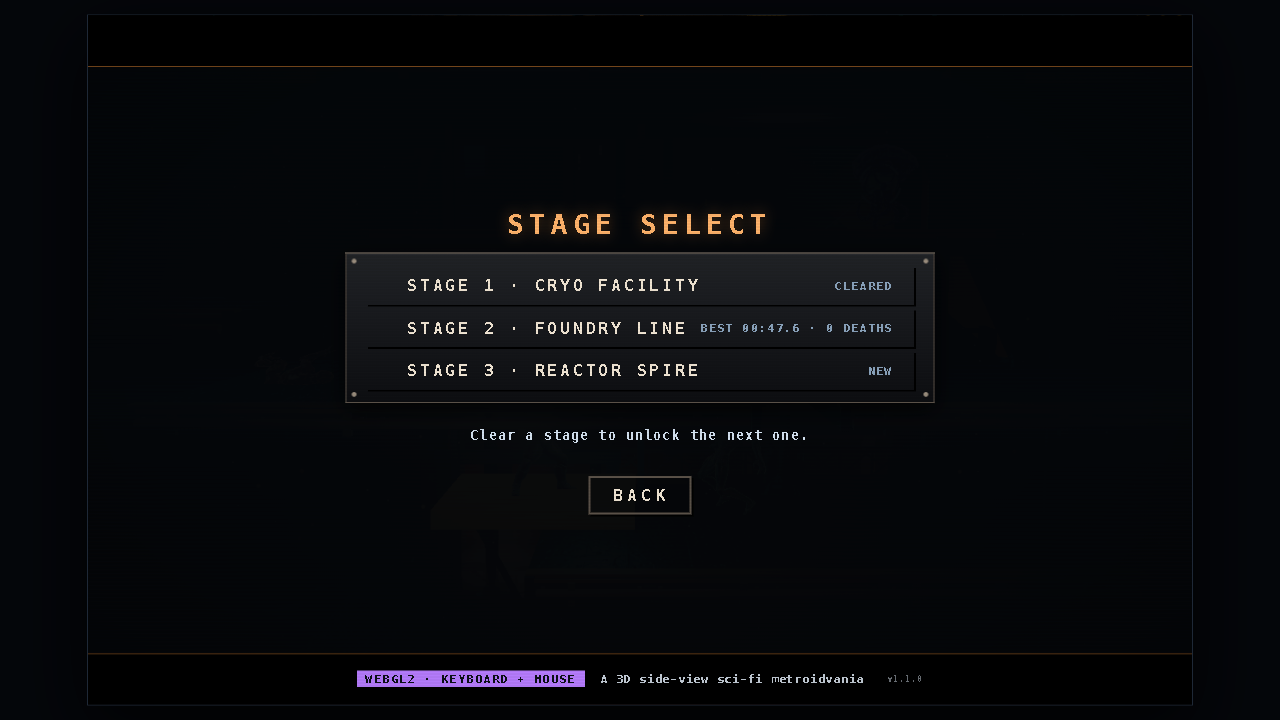 STAGE SELECT
STAGE 1 · CRYO FACILITY CLEARED
STAGE 2 · FOUNDRY LINE BEST 00:47.6 · 0 DEATHS
STAGE 3 · REACTOR SPIRE NEW
Clear a stage to unlock the next one.
BACK
WEBGL2 · KEYBOARD + MOUSE A 3D side-view sci-fi metroidvania v1.1.0